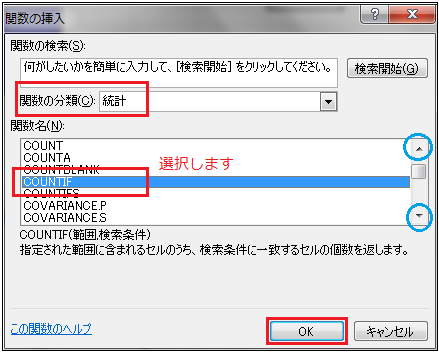 関数の挿入
関数の検索(S):
何がしたいかを簡単に入力して、[検索開始] をクリックしてください。
検索開始(G)
関数の分類(C): 統計
関数名(N):
COUNT
COUNTA
COUNTBLANK
選択します
COUNTIF
COUNTIFS
COVARIANCE.P
COVARIANCE.S
COUNTIF(範囲,検索条件)
指定された範囲に含まれるセルのうち、検索条件に一致するセルの個数を返します。
この関数のヘルプ
OK
キャンセル